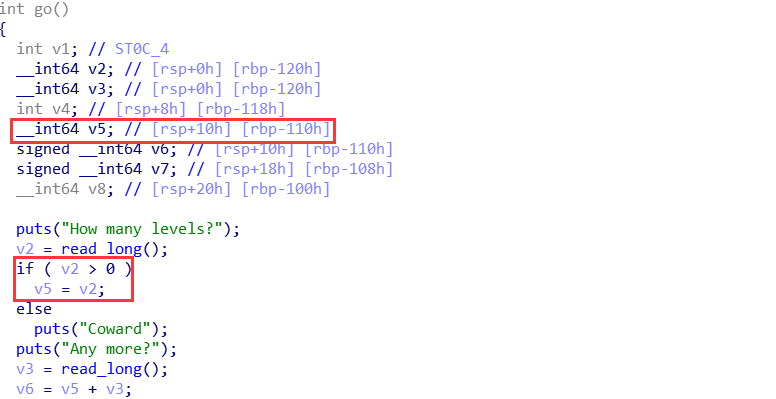 int go()
{
  int v1; // ST0C_4
  __int64 v2; // [rsp+0h] [rbp-120h]
  __int64 v3; // [rsp+0h] [rbp-120h]
  int v4; // [rsp+8h] [rbp-118h]
  __int64 v5; // [rsp+10h] [rbp-110h]
  signed __int64 v6; // [rsp+10h] [rbp-110h]
  signed __int64 v7; // [rsp+18h] [rbp-108h]
  __int64 v8; // [rsp+20h] [rbp-100h]
  puts("How many levels?");
  v2 = read_long();
  if ( v2 > 0 )
    v5 = v2;
  else
    puts("Coward");
  puts("Any more?");
  v3 = read_long();
  v6 = v5 + v3;